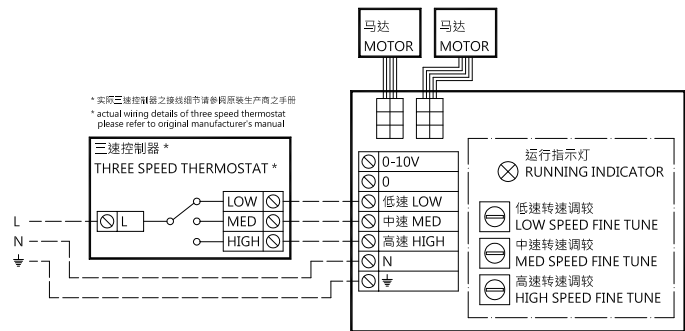 马达
MOTOR
马达
MOTOR
* 实际三速控制器之接线细节请参阅原装生产商之手册
* actual wiring details of three speed thermostat
please refer to original manufacturer's manual
三速控制器 *
THREE SPEED THERMOSTAT *
L
LOW
MED
HIGH
L
N
0-10V
0
低速 LOW
中速 MED
高速 HIGH
N
运行指示灯
RUNNING INDICATOR
低速转速调较
LOW SPEED FINE TUNE
中速转速调较
MED SPEED FINE TUNE
高速转速调较
HIGH SPEED FINE TUNE